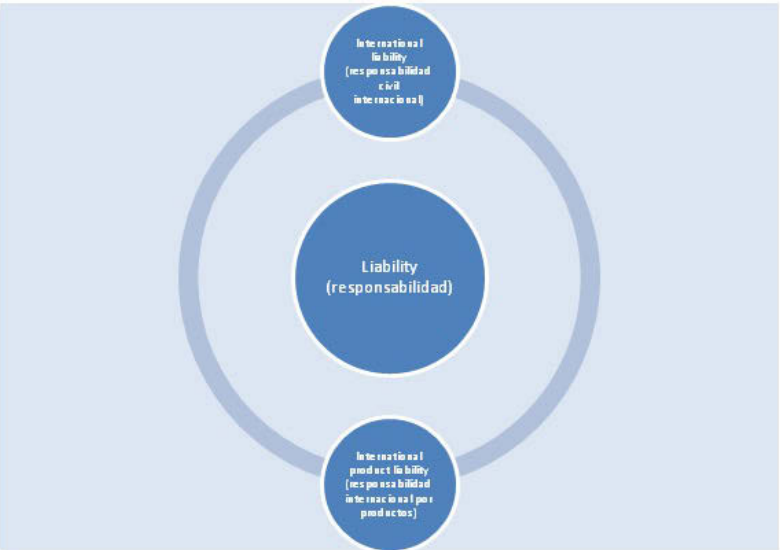 International
liability
(responsabilidad
civil
internacional)
Liability
(responsabilidad)
International
product liability
(responsabilidad
internacional por
productos)